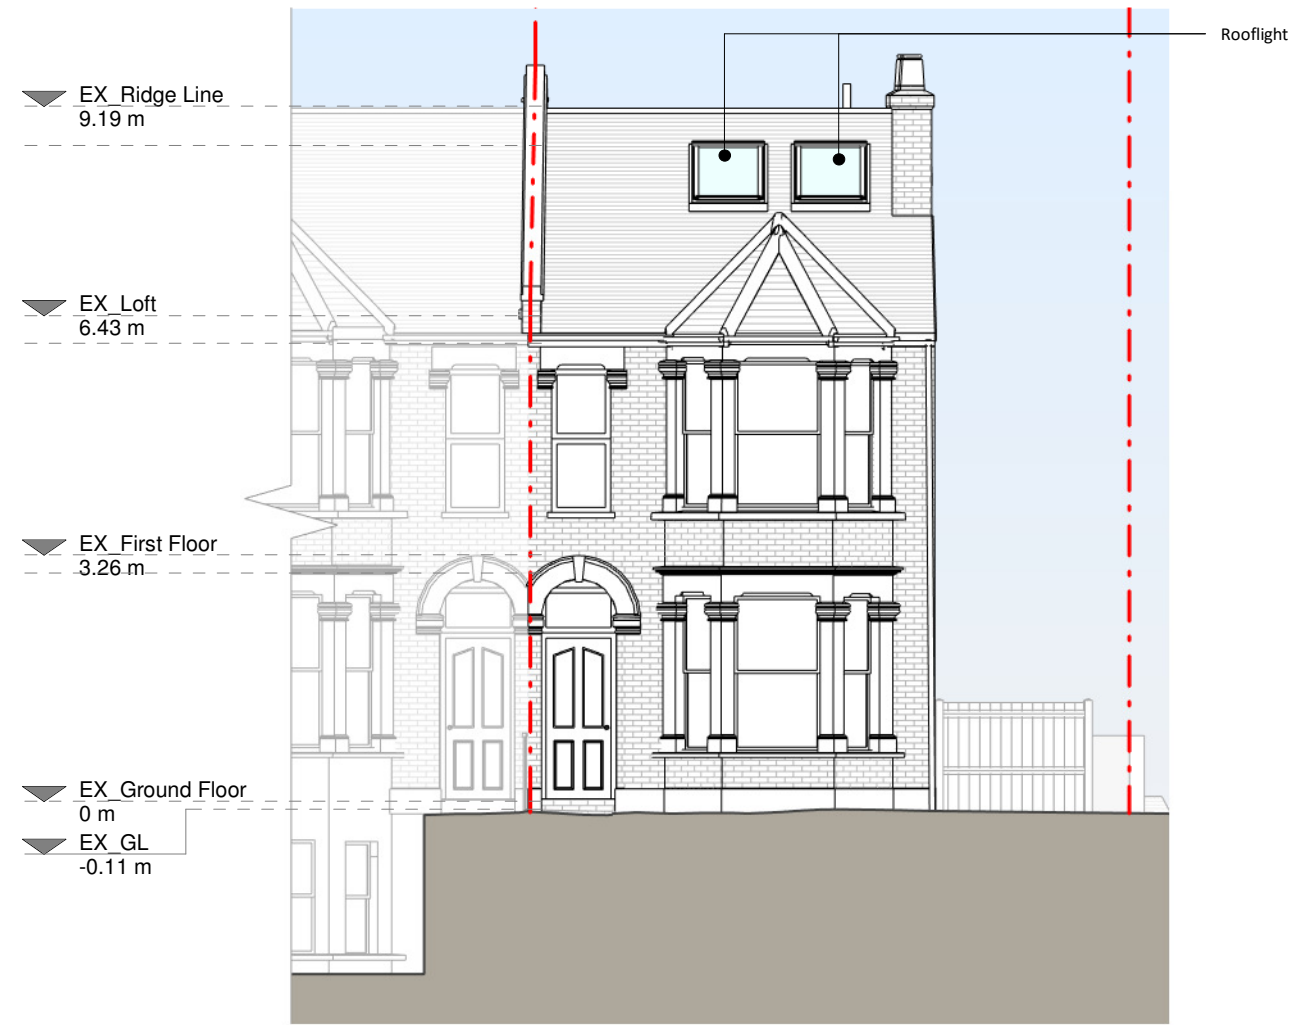 Rooflight
EX_Ridge Line
9.19 m
EX_Loft
6.43 m
EX_First Floor
3.26 m
EX_Ground Floor
0 m
EX_GL
-0.11 m